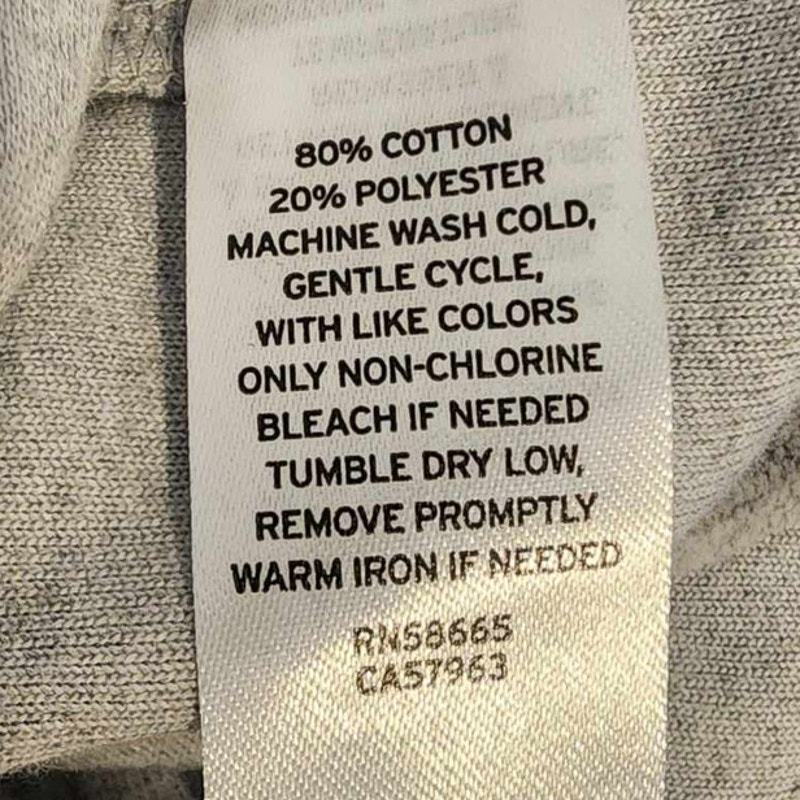 80% COTTON
20% POLYESTER
MACHINE WASH COLD,
GENTLE CYCLE,
WITH LIKE COLORS
ONLY NON-CHLORINE
BLEACH IF NEEDED
TUMBLE DRY LOW,
REMOVE PROMPTLY
WARM IRON IF NEEDED
RN58665
CA57963